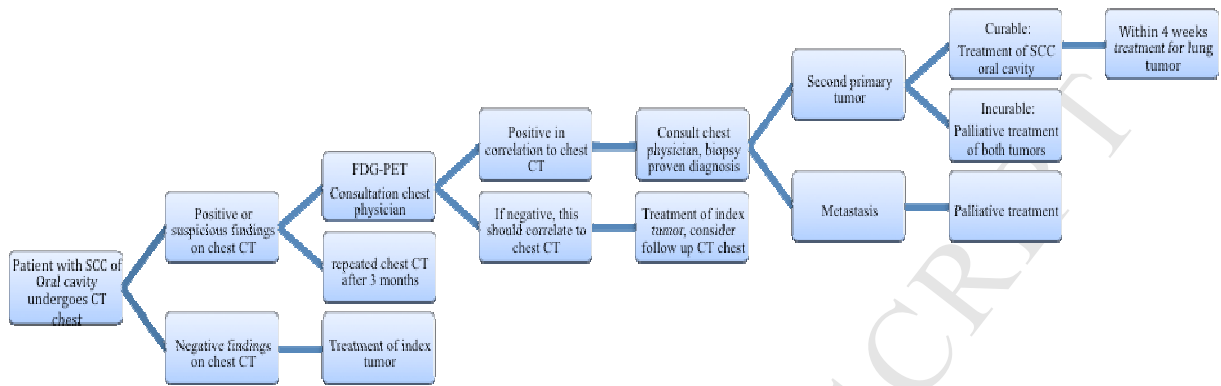 Patient with SCC of
Oral cavity
undergoes CT
chest
Positive or
suspicious findings
on chest CT
Negative findings
on chest CT
FDG-PET
Consultation chest
physician
repeated chest CT
after 3 months
Treatment of index
tumor
Positive in
correlation to chest
CT
If negative, this
should correlate to
chest CT
Consult chest
physician, biopsy
proven diagnosis
Treatment of index
tumor, consider
follow up CT chest
Second primary
tumor
Metastasis
Curable:
Treatment of SCC
oral cavity
Incurable:
Palliative treatment
of both tumors
Palliative treatment
Within 4 weeks
treatment for lung
tumor
CRIPT